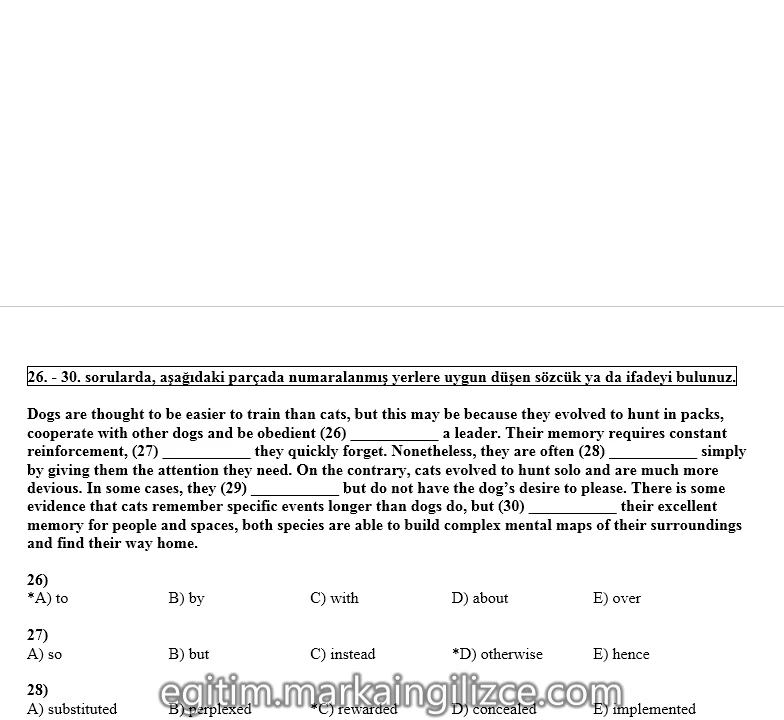 26. - 30. sorularda, aşağıdaki parçada numaralanmış yerlere uygun düşen sözcük ya da ifadeyi bulunuz.
Dogs are thought to be easier to train than cats, but this may be because they evolved to hunt in packs,
cooperate with other dogs and be obedient (26) ___________ a leader. Their memory requires constant
reinforcement, (27) ___________ they quickly forget. Nonetheless, they are often (28) ___________ simply
by giving them the attention they need. On the contrary, cats evolved to hunt solo and are much more
devious. In some cases, they (29) ___________ but do not have the dog’s desire to please. There is some
evidence that cats remember specific events longer than dogs do, but (30) ___________ their excellent
memory for people and spaces, both species are able to build complex mental maps of their surroundings
and find their way home.
26)
*A) to B) by C) with D) about E) over
27)
A) so B) but C) instead *D) otherwise E) hence
28)
A) substituted B) perplexed *C) rewarded D) concealed E) implemented
egitim.markaingilizce.com